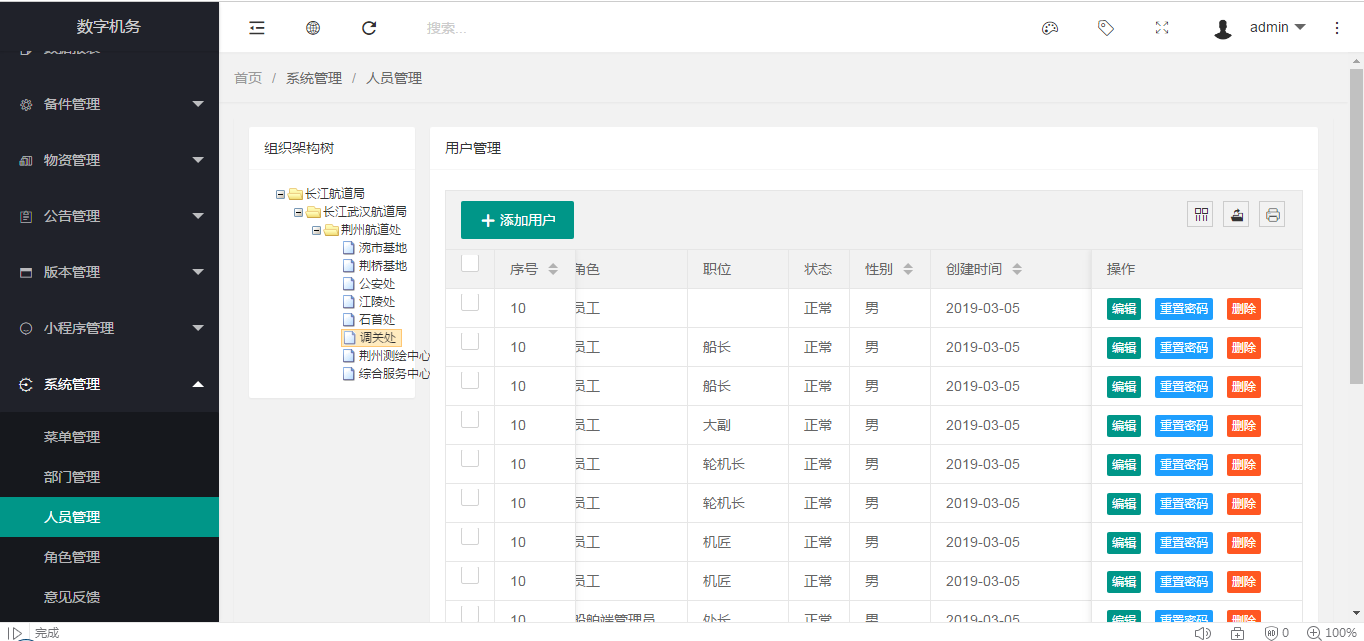 数字机务
搜索...
admin
数据报表
备件管理
物资管理
公告管理
版本管理
小程序管理
系统管理
菜单管理
部门管理
人员管理
角色管理
意见反馈
首页 / 系统管理 / 人员管理
组织架构树
长江航道局
长江武汉航道局
荆州航道处
涴市基地
荆桥基地
公安处
江陵处
石首处
调关处
荆州测绘中心
综合服务中心
用户管理
添加用户
序号 角色 职位 状态 性别 创建时间 操作
10 员工 正常 男 2019-03-05 编辑 重置密码 删除
10 员工 船长 正常 男 2019-03-05 编辑 重置密码 删除
10 员工 船长 正常 男 2019-03-05 编辑 重置密码 删除
10 员工 大副 正常 男 2019-03-05 编辑 重置密码 删除
10 员工 轮机长 正常 男 2019-03-05 编辑 重置密码 删除
10 员工 轮机长 正常 男 2019-03-05 编辑 重置密码 删除
10 员工 机匠 正常 男 2019-03-05 编辑 重置密码 删除
10 员工 机匠 正常 男 2019-03-05 编辑 重置密码 删除
10 船舶端管理员 处长 正常 男 2019-03-05 编辑 重置密码 删除
完成
0
100%